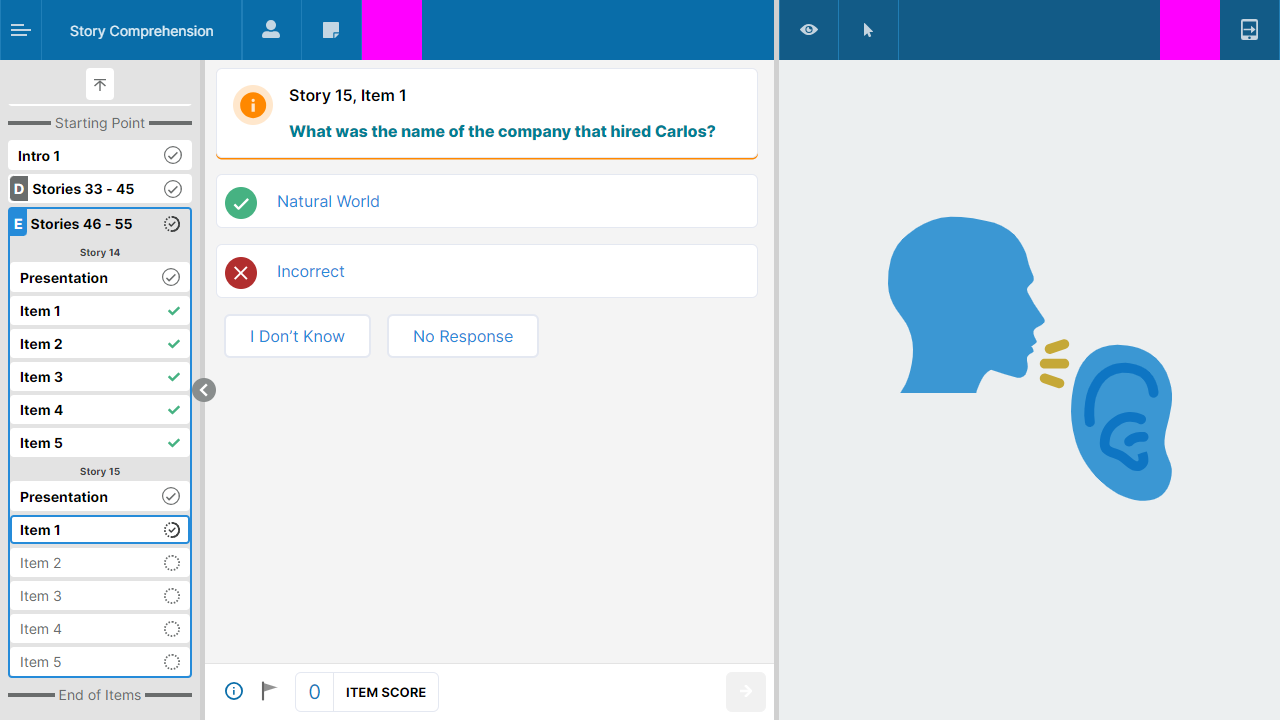 Story Comprehension
Starting Point
Intro 1
D Stories 33 - 45
E Stories 46 - 55
Story 14
Presentation
Item 1
Item 2
Item 3
Item 4
Item 5
Story 15
Presentation
Item 1
Item 2
Item 3
Item 4
Item 5
End of Items
Story 15, Item 1
What was the name of the company that hired Carlos?
Natural World
Incorrect
I Don’t Know
No Response
0 ITEM SCORE